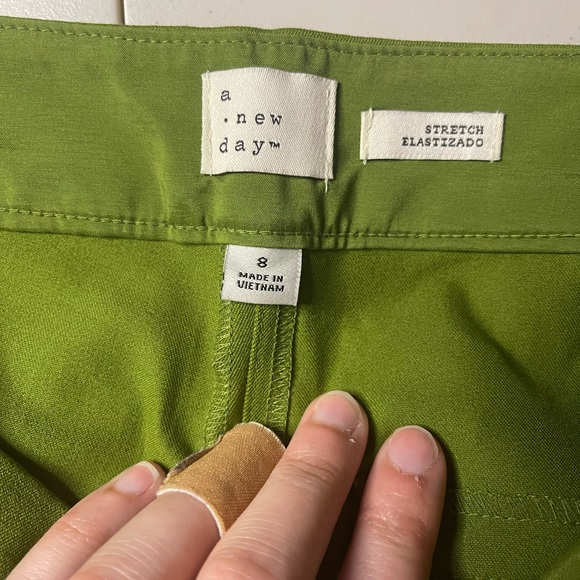 a
.new
day™
STRETCH
ELASTIZADO
8
MADE IN
VIETNAM